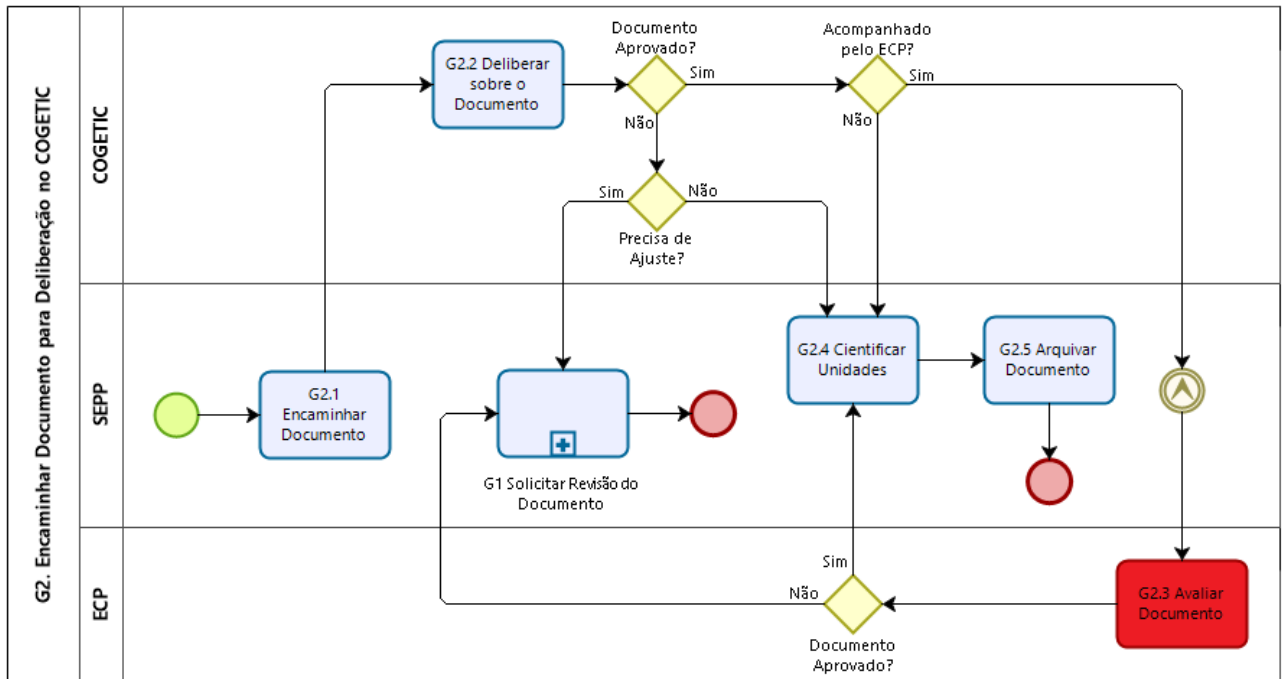 G2. Encaminhar Documento para Deliberação no COGETIC
COGETIC
G2.2 Deliberar
sobre o
Documento
Documento
Aprovado?
Sim
Não
Acompanhado
pelo ECP?
Sim
Não
Sim
Não
Precisa de
Ajuste?
SEPP
G2.1
Encaminhar
Documento
G1 Solicitar Revisão do
Documento
G2.4 Cientificar
Unidades
G2.5 Arquivar
Documento
ECP
Sim
Não
Documento
Aprovado?
G2.3 Avaliar
Documento